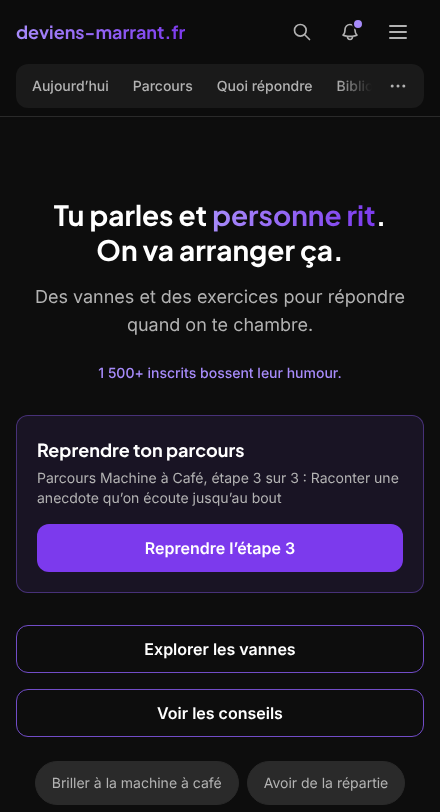 deviens-marrant.fr
Aujourd’hui
Parcours
Quoi répondre
Tu parles et personne rit.
On va arranger ça.
Des vannes et des exercices pour répondre
quand on te chambre.
1 500+ inscrits bossent leur humour.
Reprendre ton parcours
Parcours Machine à Café, étape 3 sur 3 : Raconter une
anecdote qu’on écoute jusqu’au bout
Reprendre l’étape 3
Explorer les vannes
Voir les conseils
Briller à la machine à café
Avoir de la répartie